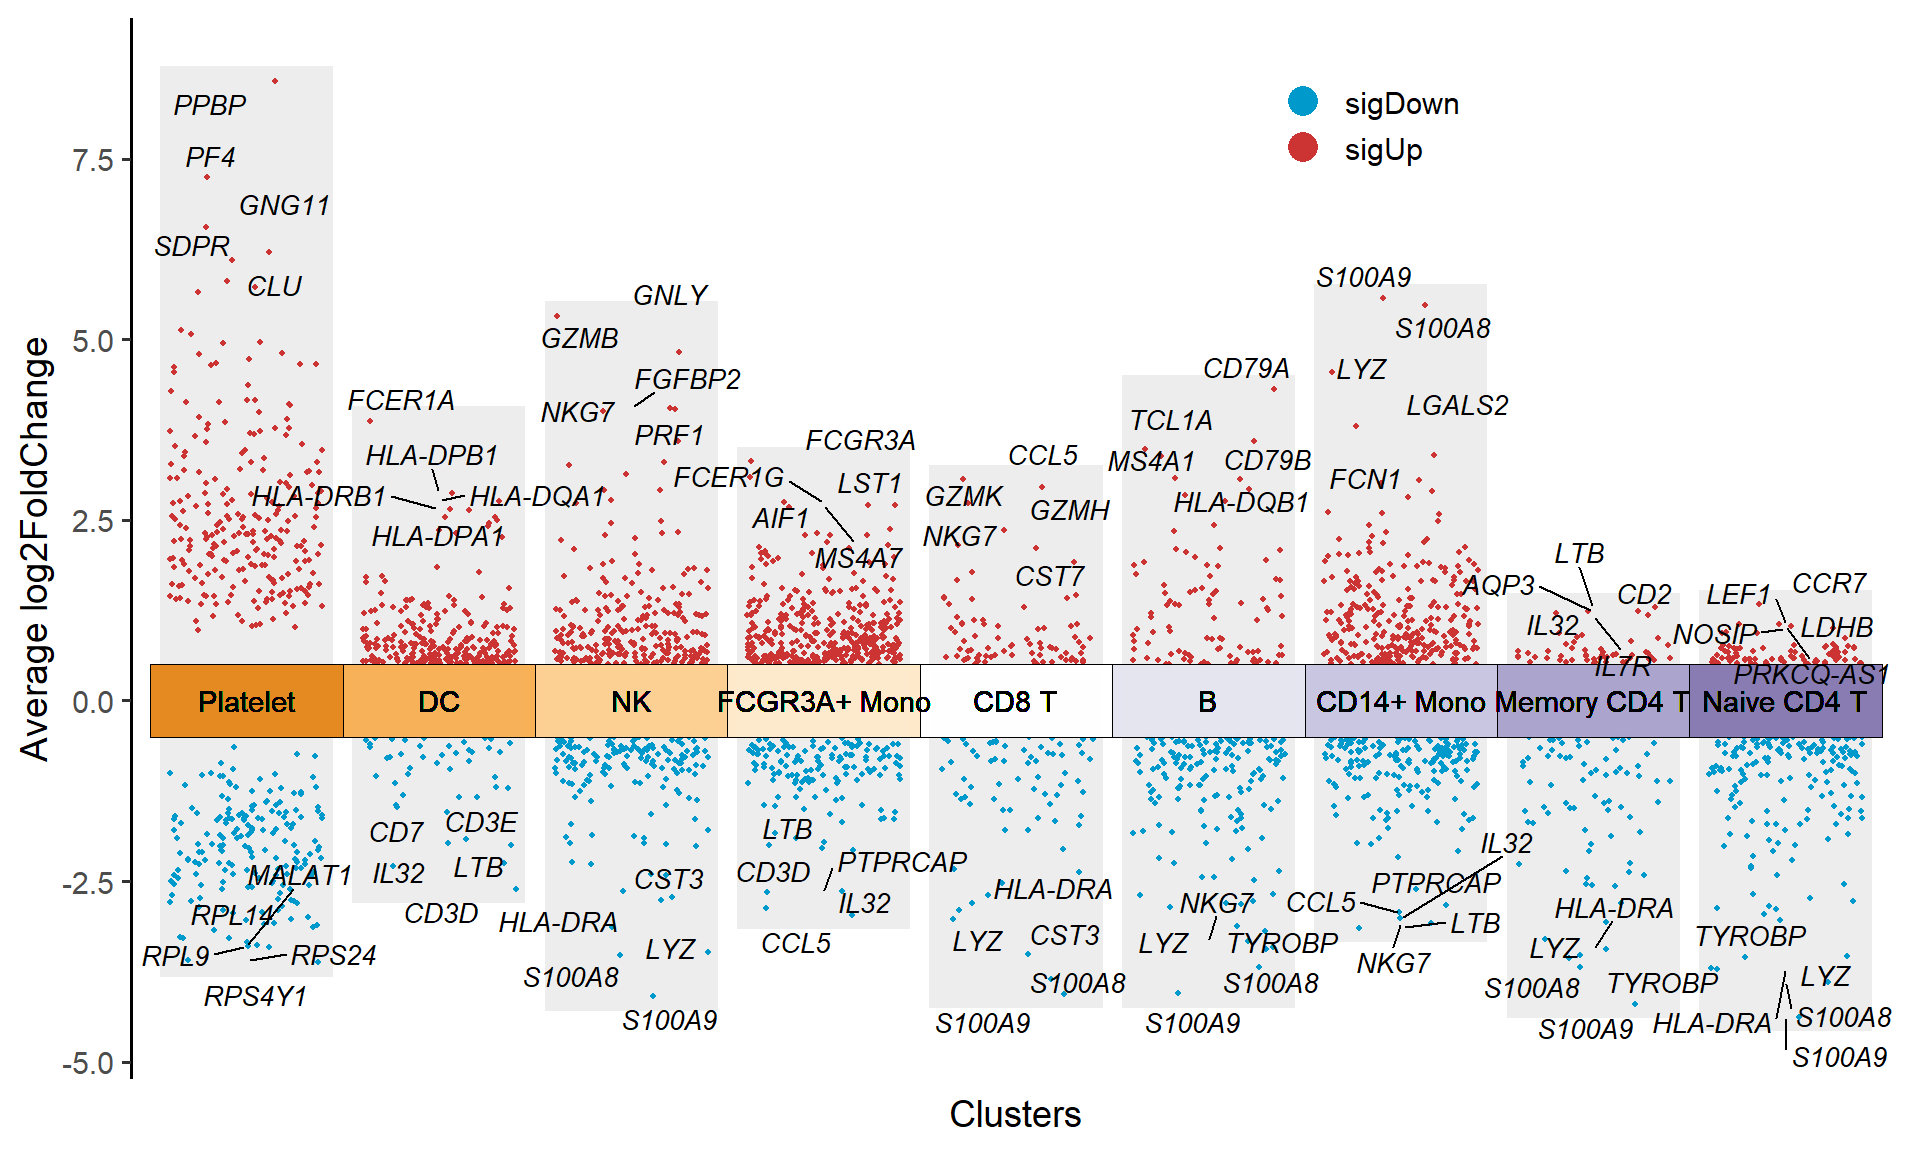 sigDown
sigUp
Average log2FoldChange
7.5
5.0
2.5
0.0
-2.5
-5.0
PPBP
PF4
GNG11
SDPR
CLU
FCER1A
HLA-DPB1
HLA-DRB1
HLA-DQA1
HLA-DPA1
GNLY
GZMB
FGFBP2
NKG7
PRF1
FCGR3A
FCER1G
LST1
AIF1
MS4A7
CCL5
GZMK
GZMH
NKG7
CST7
CD79A
TCL1A
MS4A1
CD79B
HLA-DQB1
S100A9
S100A8
LYZ
LGALS2
FCN1
LTB
AQP3
CD2
IL32
IL7R
LEF1
CCR7
NOSIP
LDHB
PRKCQ-AS1
Platelet
DC
NK
FCGR3A+ Mono
CD8 T
B
CD14+ Mono
Memory CD4 T
Naive CD4 T
MALAT1
RPL14
RPL9
RPS24
RPS4Y1
CD7
CD3E
IL32
LTB
CD3D
CST3
HLA-DRA
LYZ
S100A8
S100A9
LTB
CD3D
PTPRCAP
IL32
CCL5
HLA-DRA
LYZ
CST3
S100A8
S100A9
NKG7
LYZ
TYROBP
S100A8
S100A9
IL32
PTPRCAP
CCL5
LTB
NKG7
HLA-DRA
LYZ
S100A8
TYROBP
S100A9
TYROBP
LYZ
HLA-DRA
S100A8
S100A9
Clusters